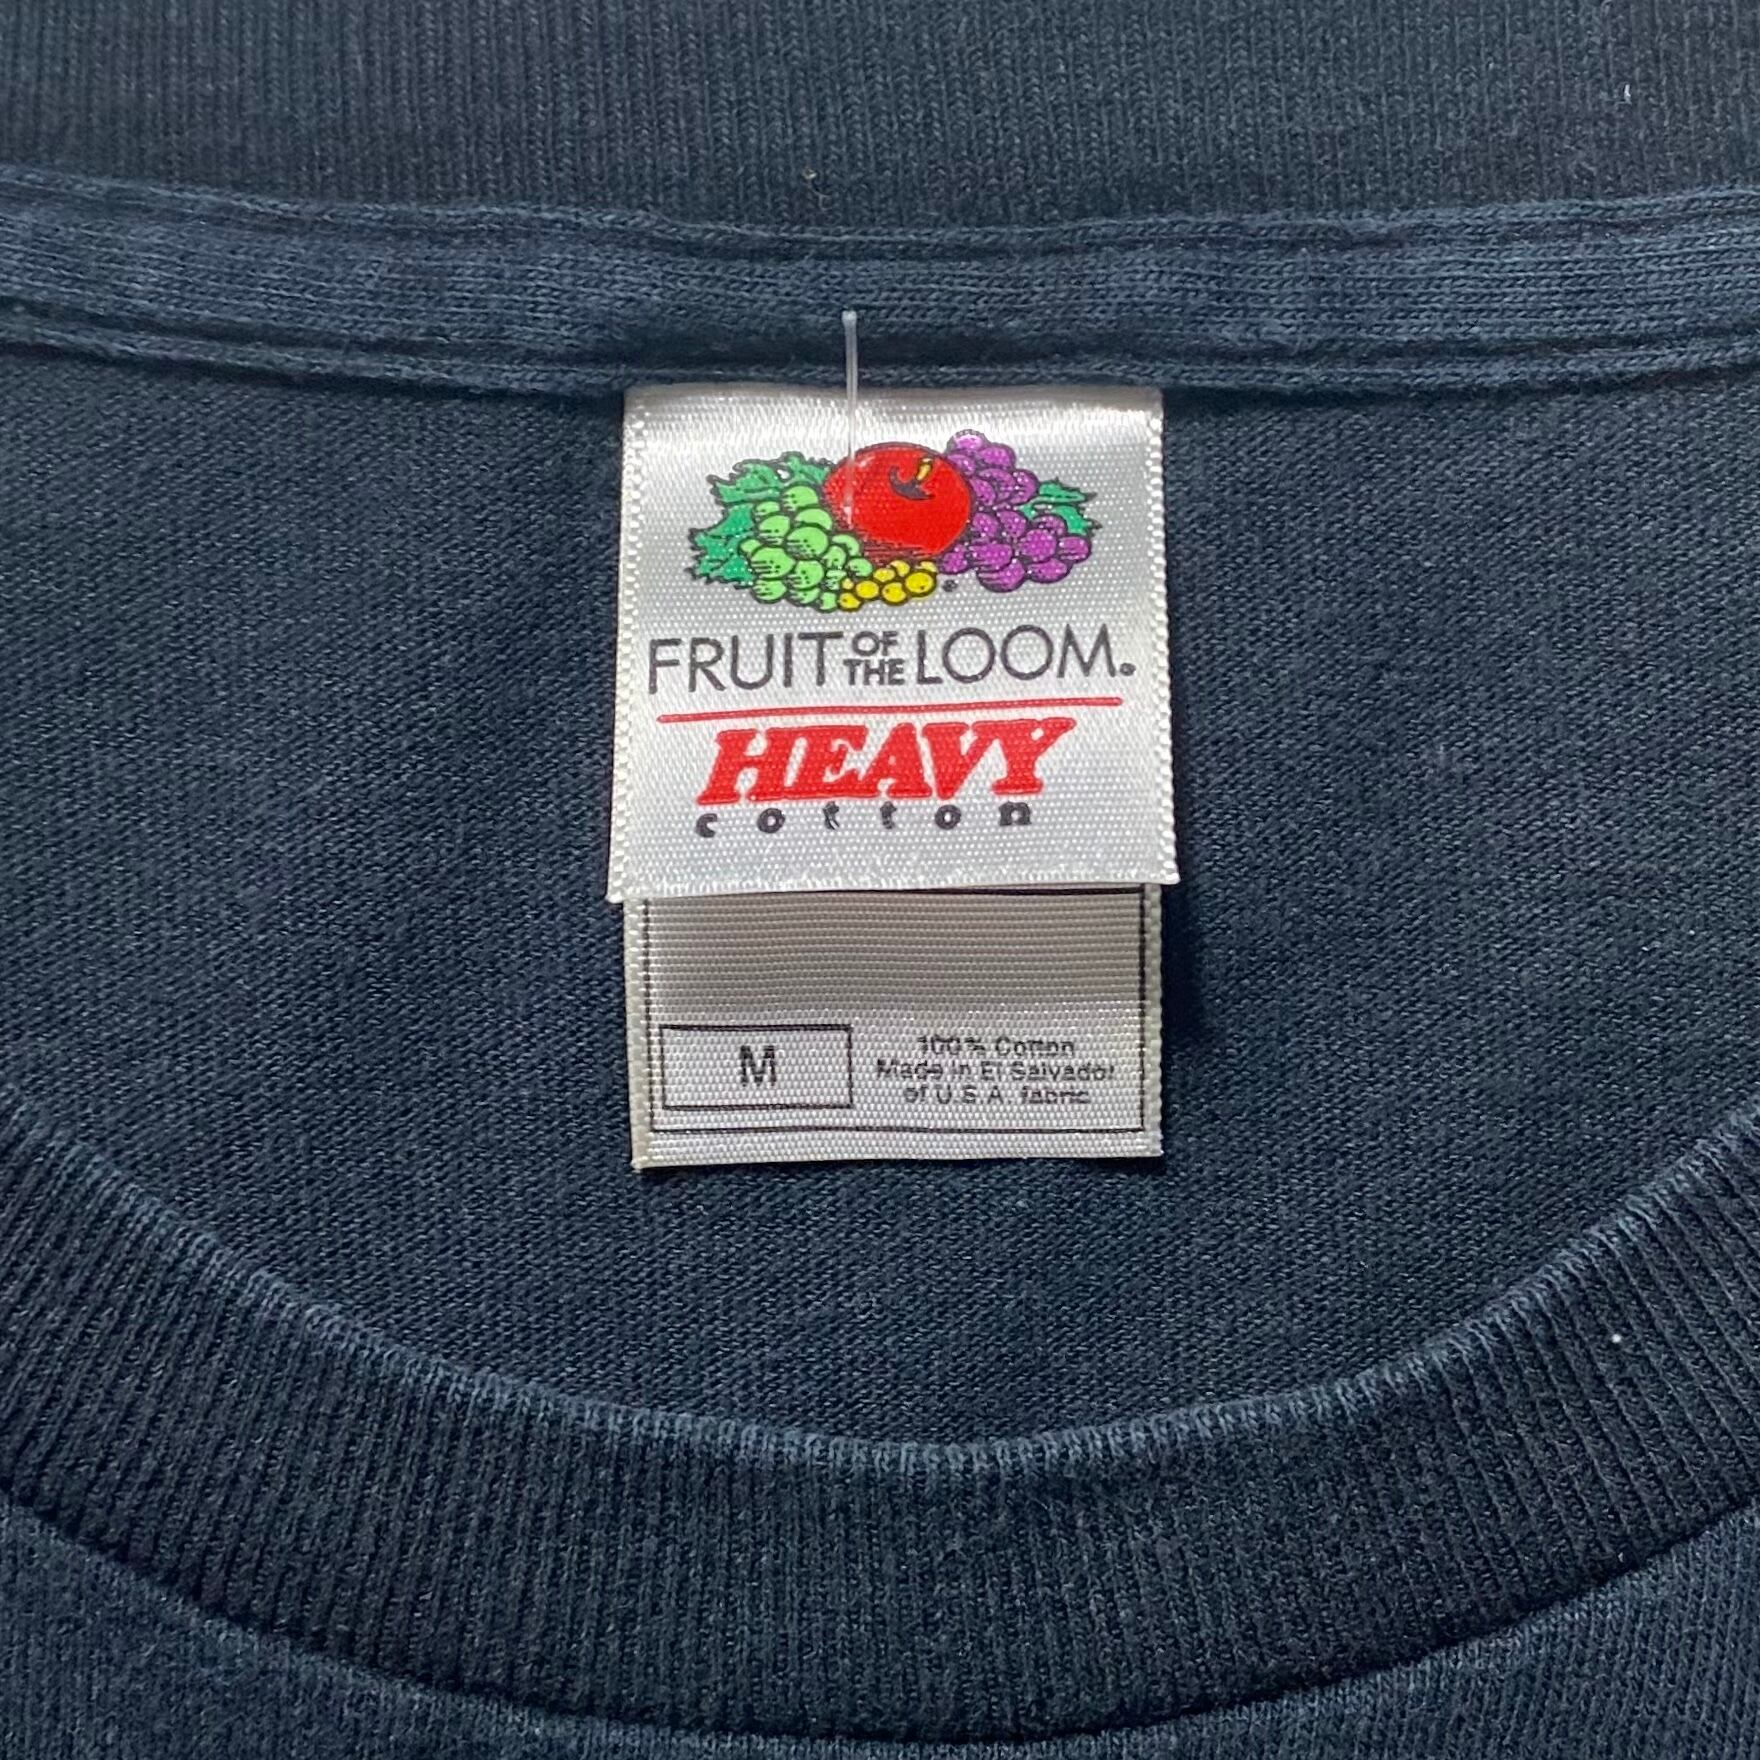 FRUIT OF THE LOOM.
HEAVY
cotton
M
100% Cotton
Made in El Salvador
of U.S.A. fabric